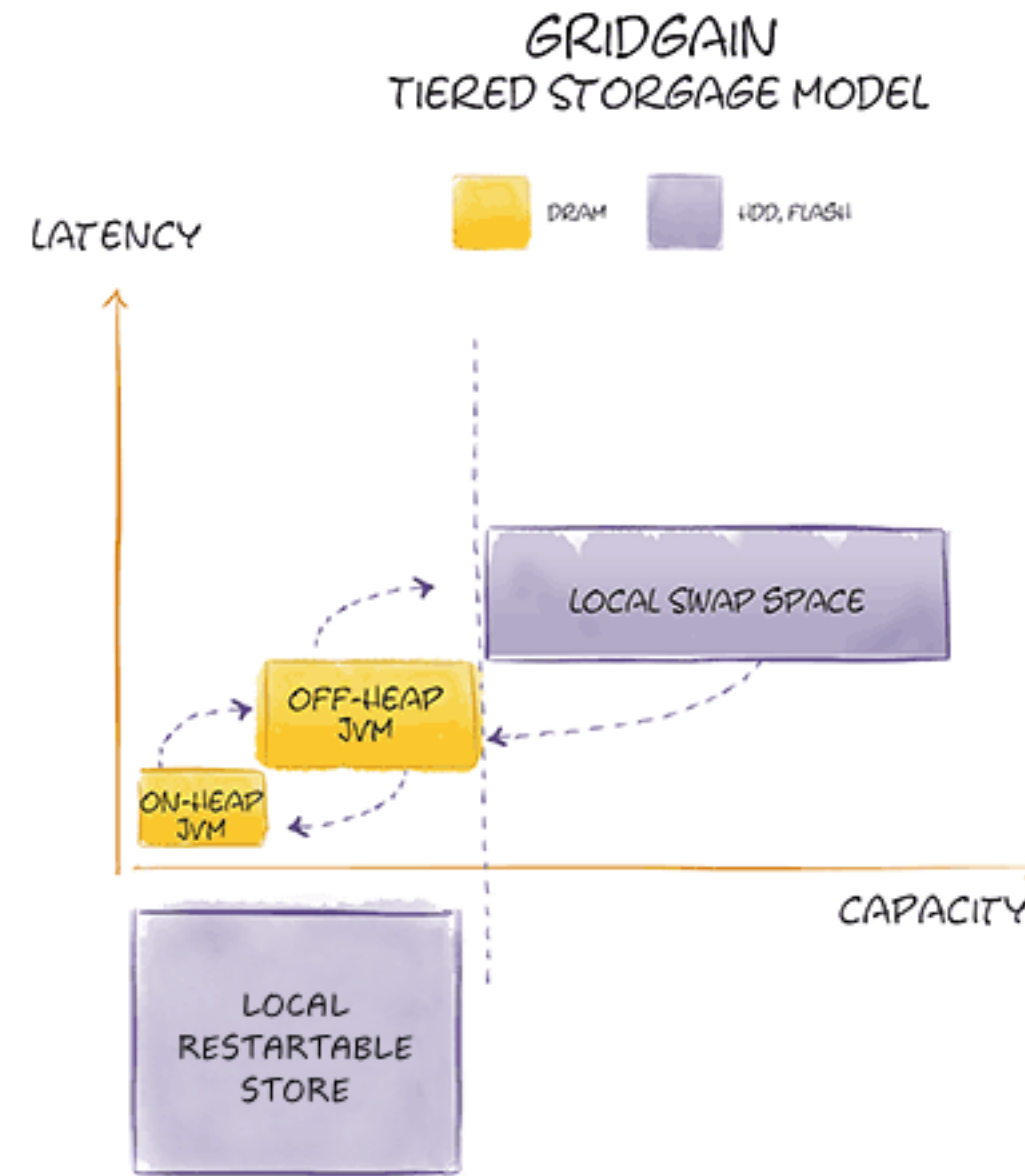 GRIDGAIN
TIERED STORGAGE MODEL
DRAM
HDD, FLASH
LATENCY
LOCAL SWAP SPACE
OFF-HEAP
JVM
ON-HEAP
JVM
CAPACITY
LOCAL
RESTARTABLE
STORE